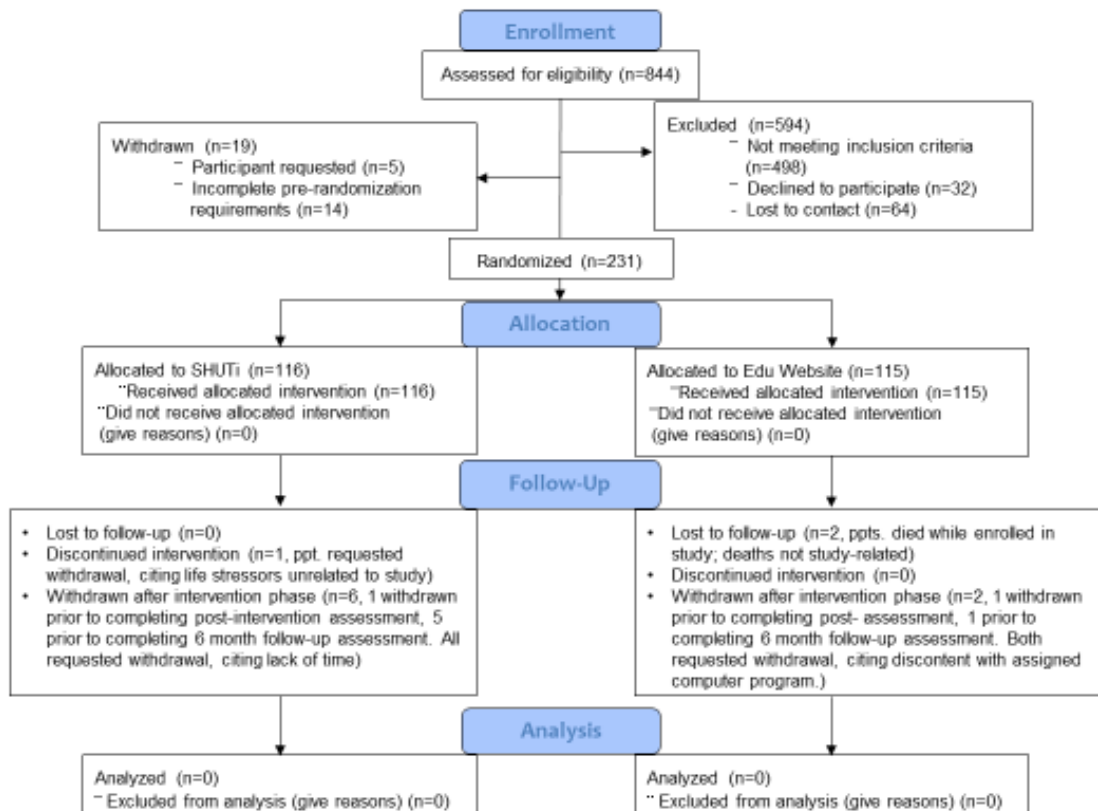 Enrollment
Assessed for eligibility (n=844)
Withdrawn (n=19)
¨ Participant requested (n=5)
¨ Incomplete pre-randomization
requirements (n=14)
Excluded (n=594)
¨ Not meeting inclusion criteria
(n=498)
¨ Declined to participate (n=32)
- Lost to contact (n=64)
Randomized (n=231)
Allocation
Allocated to SHUTi (n=116)
¨Received allocated intervention (n=116)
¨Did not receive allocated intervention
(give reasons) (n=0)
Allocated to Edu Website (n=115)
¨Received allocated intervention (n=115)
¨Did not receive allocated intervention
(give reasons) (n=0)
Follow-Up
• Lost to follow-up (n=0)
• Discontinued intervention (n=1, ppt. requested
withdrawal, citing life stressors unrelated to study)
• Withdrawn after intervention phase (n=6, 1 withdrawn
prior to completing post-intervention assessment, 5
prior to completing 6 month follow-up assessment. All
requested withdrawal, citing lack of time)
• Lost to follow-up (n=2, ppts. died while enrolled in
study; deaths not study-related)
• Discontinued intervention (n=0)
• Withdrawn after intervention phase (n=2, 1 withdrawn
prior to completing post- assessment, 1 prior to
completing 6 month follow-up assessment. Both
requested withdrawal, citing discontent with assigned
computer program.)
Analysis
Analyzed (n=0)
¨ Excluded from analysis (give reasons) (n=0)
Analyzed (n=0)
¨ Excluded from analysis (give reasons) (n=0)